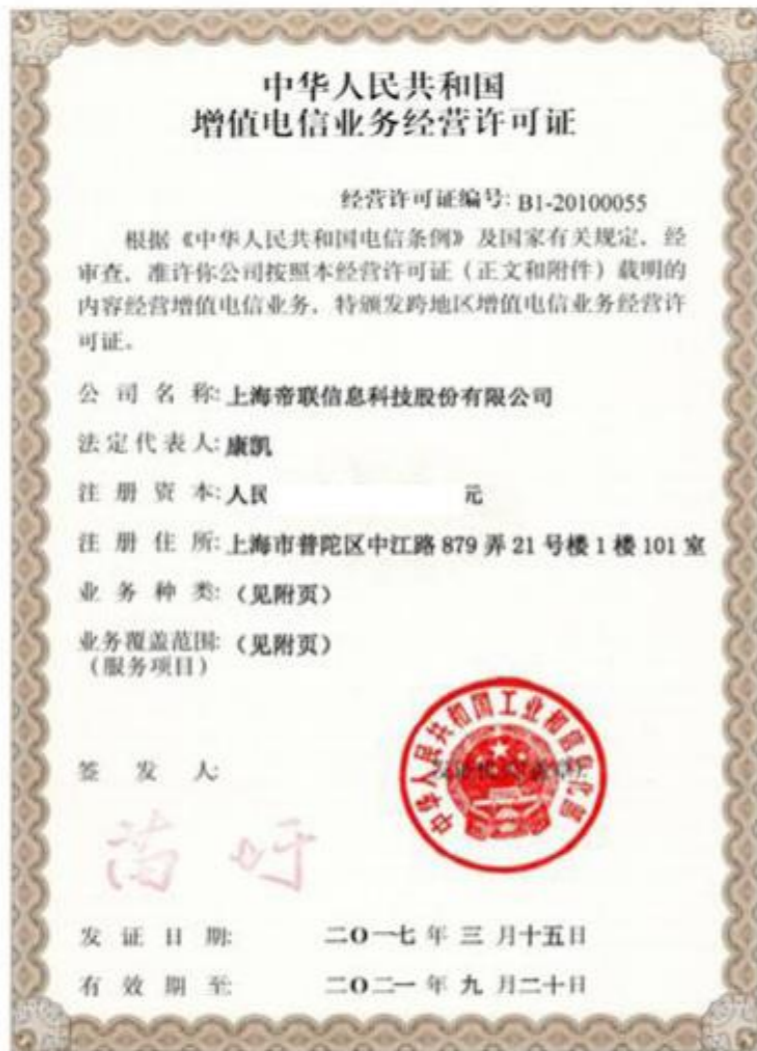 中华人民共和国
增值电信业务经营许可证
经营许可证编号: B1-20100055
根据《中华人民共和国电信条例》及国家有关规定,经
审查,准许你公司按照本经营许可证(正文和附件)载明的
内容经营增值电信业务,特颁发跨地区增值电信业务经营许
可证。
公司名称: 上海帝联信息科技股份有限公司
法定代表人: 康凯
注册资本: 人民 元
注册住所: 上海市普陀区中江路 879 弄 21 号楼 1 楼 101 室
业务种类: (见附页)
业务覆盖范围: (见附页)
(服务项目)
中华人民共和国工业和信息化部
签发人:
苗圩
发证日期: 二〇一七 年 三 月十五日
有效期至: 二〇二一 年 九 月二十日